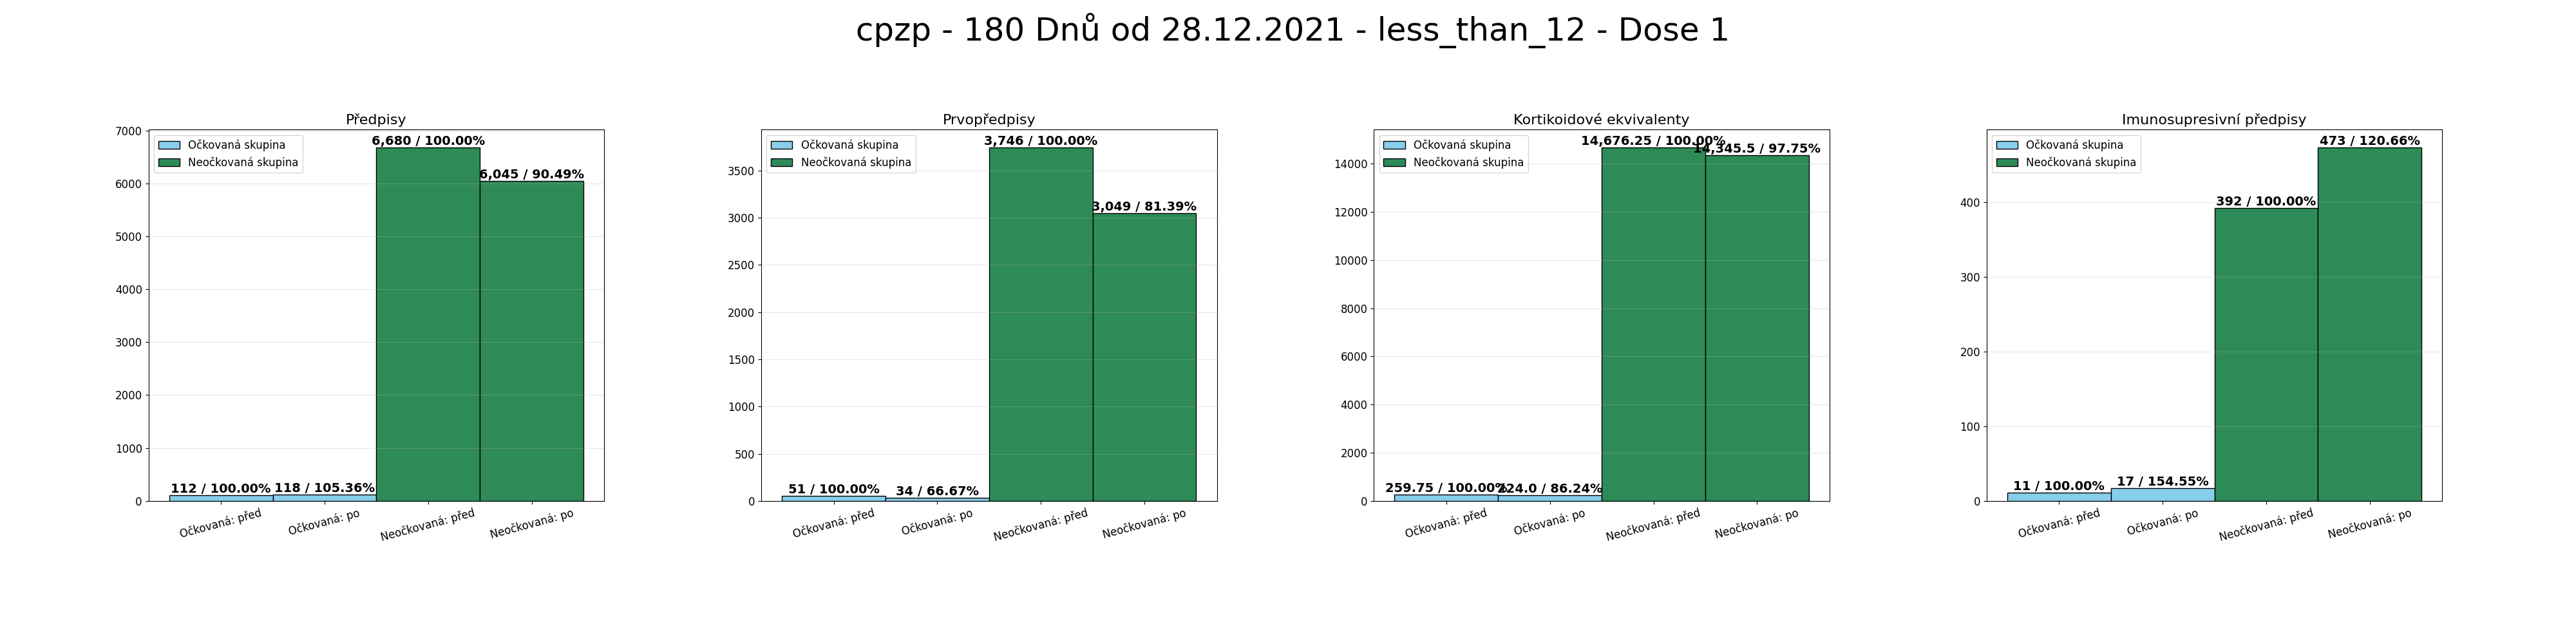 cpzp - 180 Dnů od 28.12.2021 - less_than_12 - Dose 1
Předpisy
7000
6000
5000
4000
3000
2000
1000
0
Očkovaná skupina
Neočkovaná skupina
112 / 100.00%
118 / 105.36%
6,680 / 100.00%
6,045 / 90.49%
Očkovaná: před
Očkovaná: po
Neočkovaná: před
Neočkovaná: po
Prvopředpisy
3500
3000
2500
2000
1500
1000
500
0
Očkovaná skupina
Neočkovaná skupina
51 / 100.00%
34 / 66.67%
3,746 / 100.00%
3,049 / 81.39%
Očkovaná: před
Očkovaná: po
Neočkovaná: před
Neočkovaná: po
Kortikoidové ekvivalenty
14000
12000
10000
8000
6000
4000
2000
0
Očkovaná skupina
Neočkovaná skupina
259.75 / 100.00%
224.0 / 86.24%
14,676.25 / 100.00%
14,345.5 / 97.75%
Očkovaná: před
Očkovaná: po
Neočkovaná: před
Neočkovaná: po
Imunosupresivní předpisy
400
300
200
100
0
Očkovaná skupina
Neočkovaná skupina
11 / 100.00%
17 / 154.55%
392 / 100.00%
473 / 120.66%
Očkovaná: před
Očkovaná: po
Neočkovaná: před
Neočkovaná: po